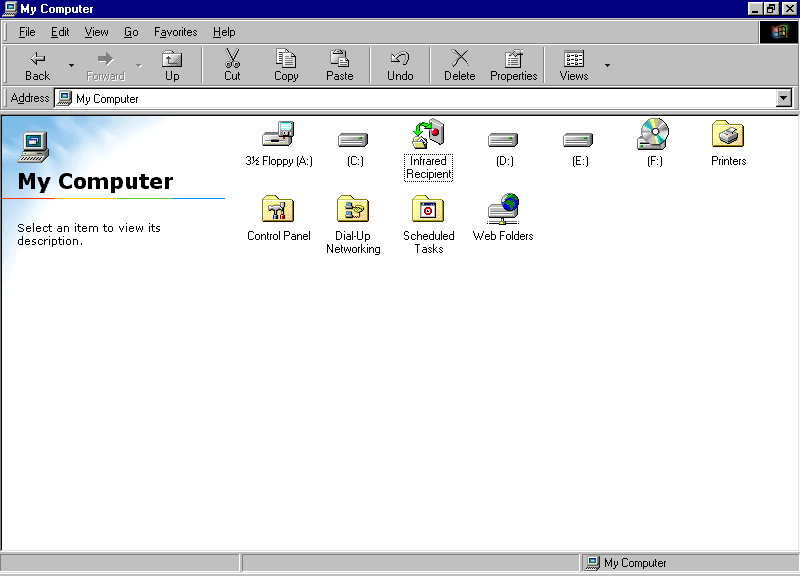 My Computer
File Edit View Go Favorites Help
Back Forward Up Cut Copy Paste Undo Delete Properties Views
Address My Computer
My Computer
Select an item to view its
description.
3½ Floppy (A:) (C:) Infrared
Recipient (D:) (E:) (F:) Printers
Control Panel Dial-Up
Networking Scheduled
Tasks Web Folders
My Computer